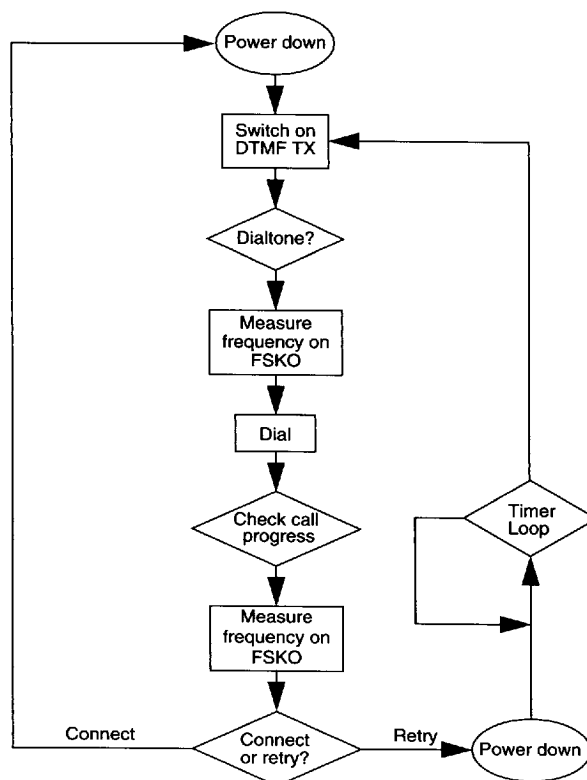 Power down
Switch on
DTMF TX
Dialtone?
Measure
frequency on
FSKO
Dial
Check call
progress
Measure
frequency on
FSKO
Connect
or retry?
Connect
Retry
Power down
Timer
Loop